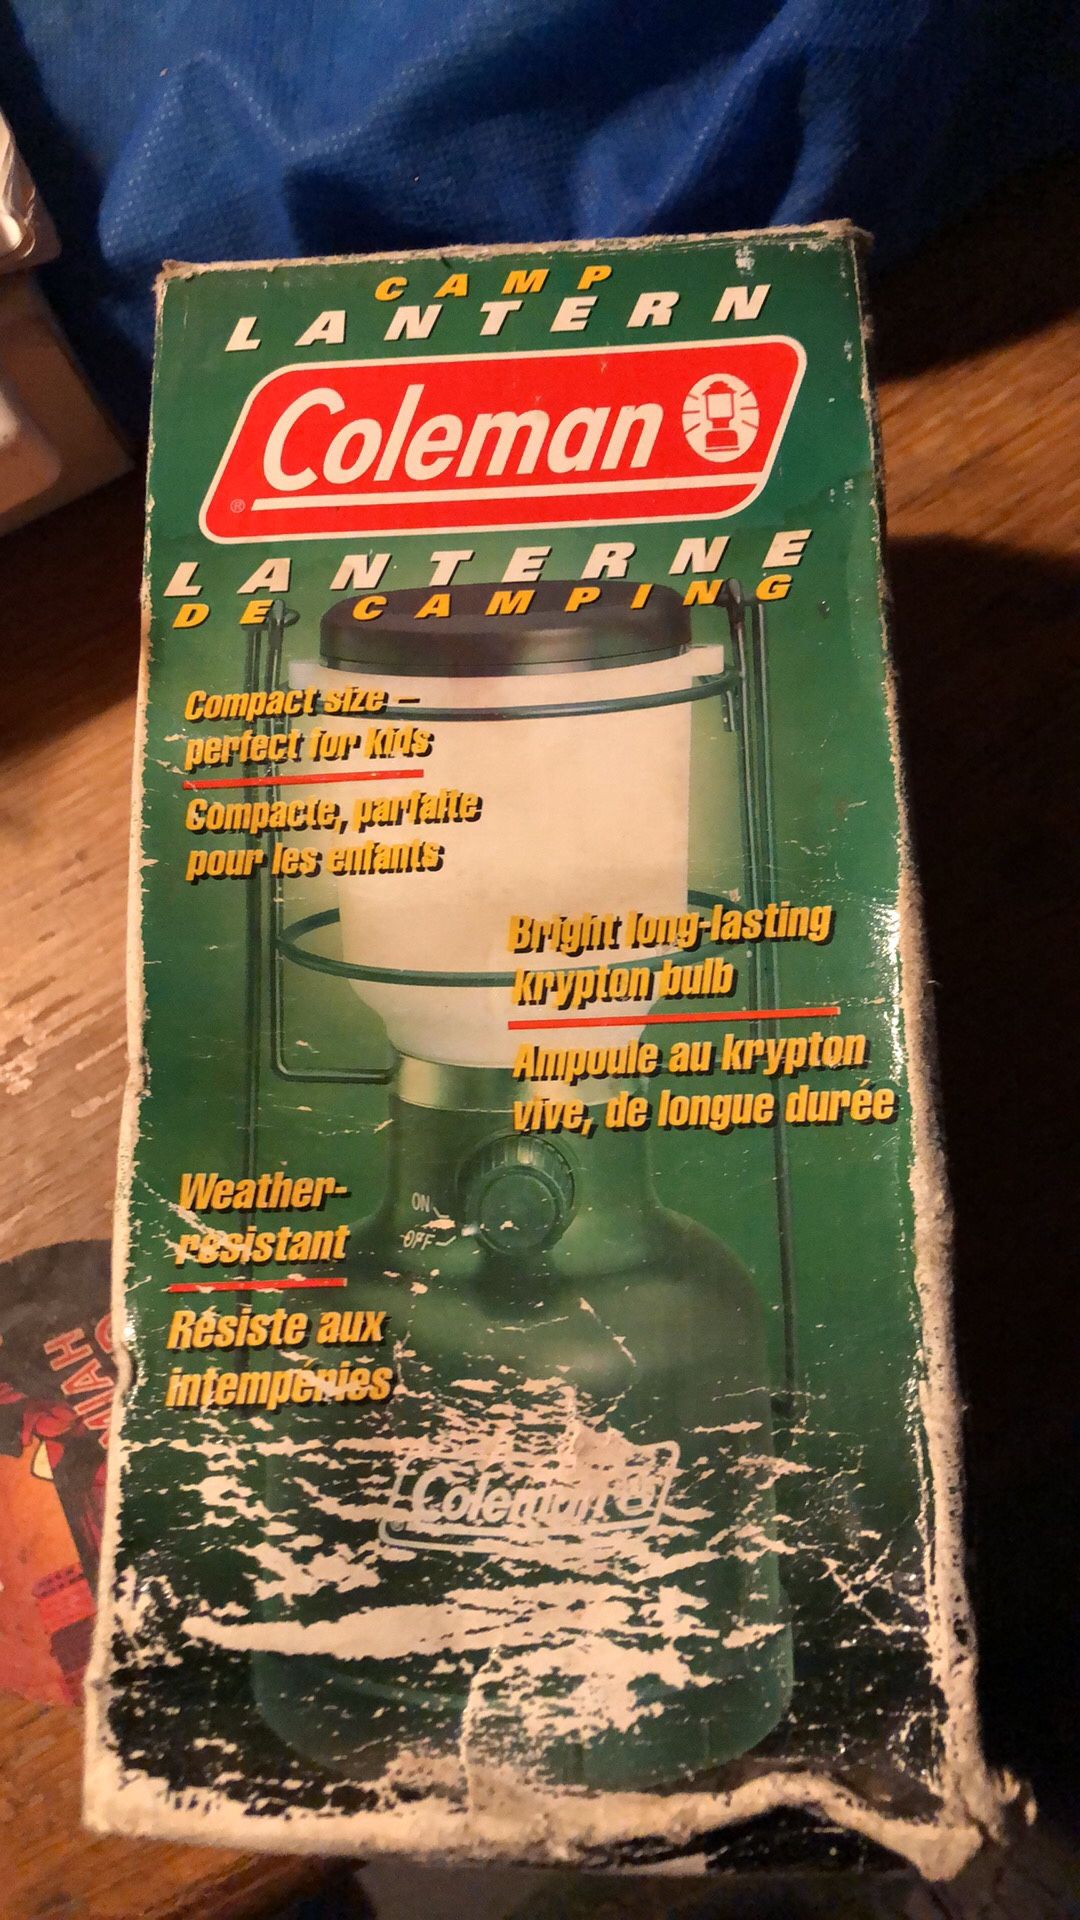 CAMP
LANTERN
Coleman
®
LANTERNE
DE CAMPING
Compact size –
perfect for Kids
Compacte, parfaite
pour les enfants
Bright long-lasting
krypton bulb
Ampoule au krypton
vive, de longue durée
Weather-
resistant
Résiste aux
intempéries
ON
OFF
Coleman
MIAH